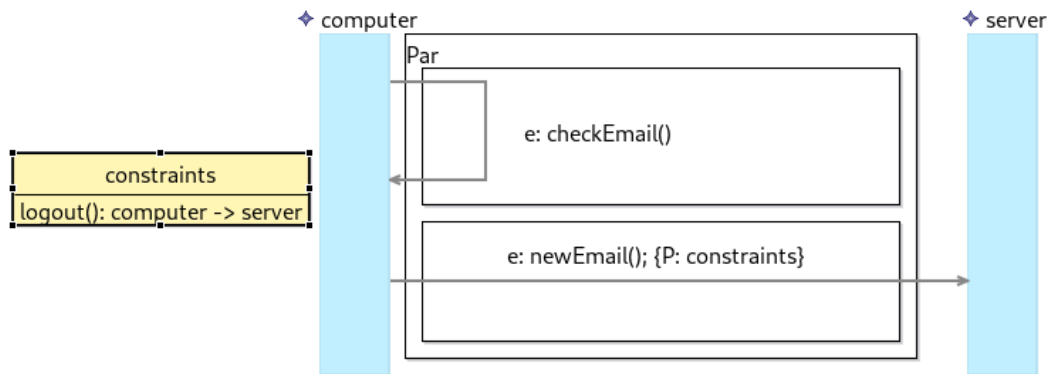 computer
server
Par
e: checkEmail()
constraints
logout(): computer -> server
e: newEmail(); {P: constraints}